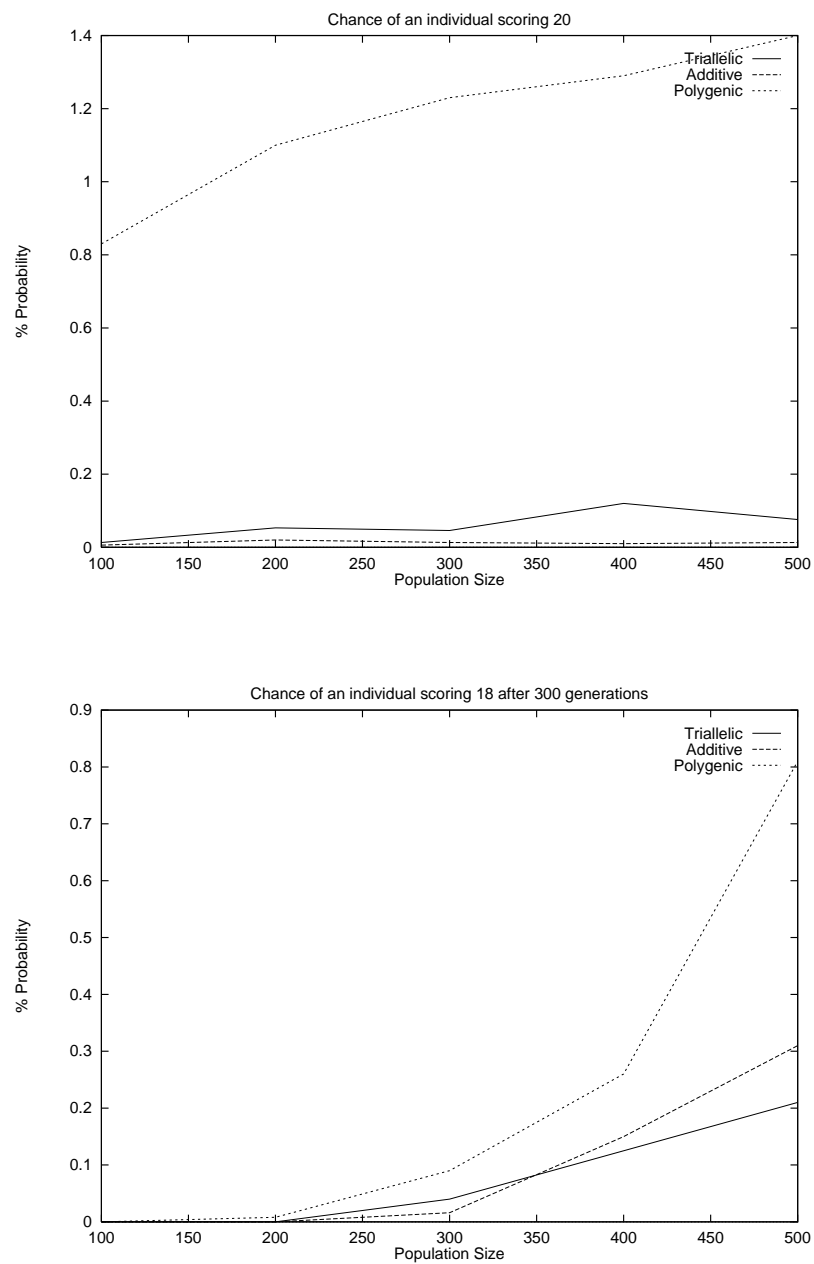 Chance of an individual scoring 20
1.4
Triallelic
Additive
Polygenic
1.2
1
0.8
% Probability
0.6
0.4
0.2
0
100 150 200 250 300 350 400 450 500
Population Size
Chance of an individual scoring 18 after 300 generations
0.9
Triallelic
Additive
Polygenic
0.8
0.7
0.6
0.5
% Probability
0.4
0.3
0.2
0.1
0
100 150 200 250 300 350 400 450 500
Population Size